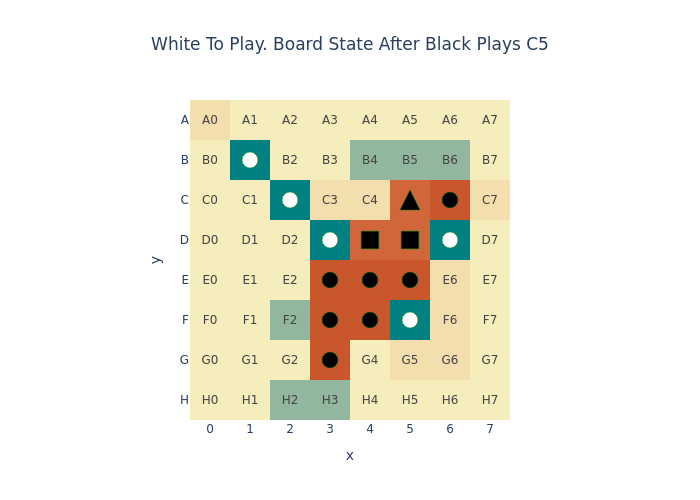 White To Play. Board State After Black Plays C5
A A0 A1 A2 A3 A4 A5 A6 A7
B B0 B2 B3 B4 B5 B6 B7
C C0 C1 C3 C4 C7
D D0 D1 D2 D7
y
E E0 E1 E2 E6 E7
F F0 F1 F2 F6 F7
G G0 G1 G2 G4 G5 G6 G7
H H0 H1 H2 H3 H4 H5 H6 H7
0 1 2 3 4 5 6 7
x